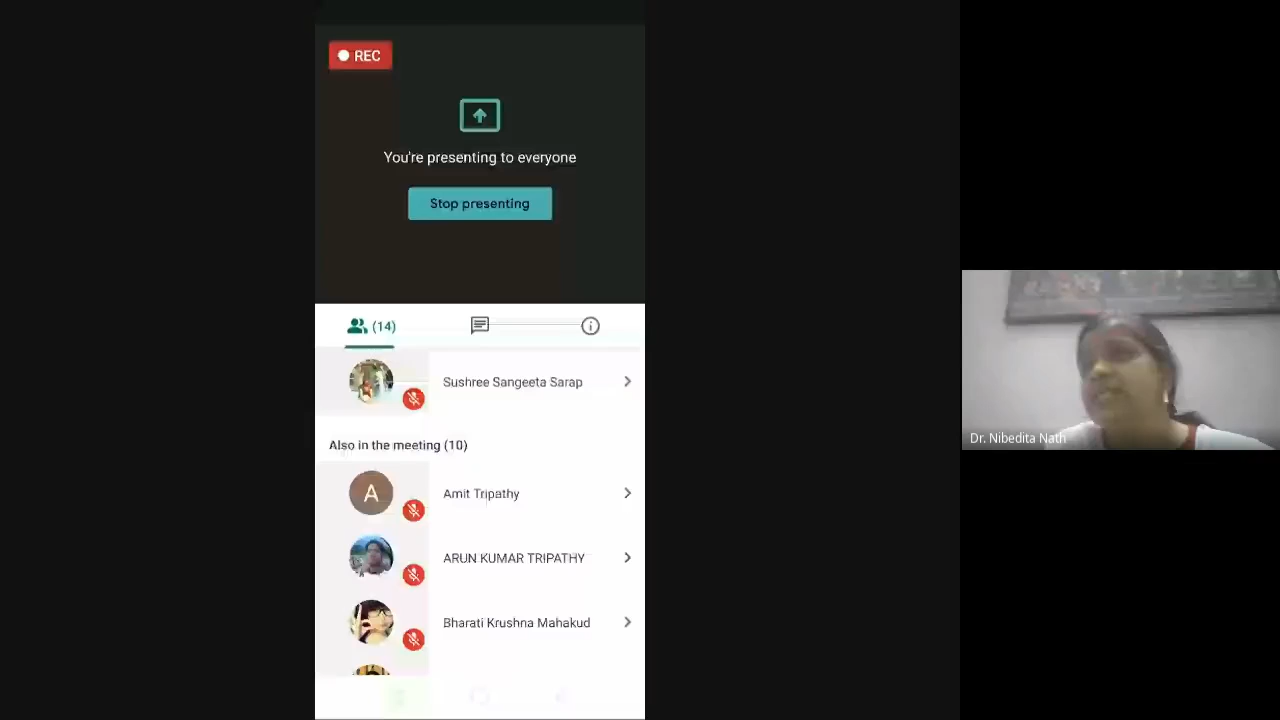 REC
You're presenting to everyone
Stop presenting
(14)
Sushree Sangeeta Sarap
Also in the meeting (10)
A
Amit Tripathy
ARUN KUMAR TRIPATHY
Bharati Krushna Mahakud
Dr. Nibedita Nath